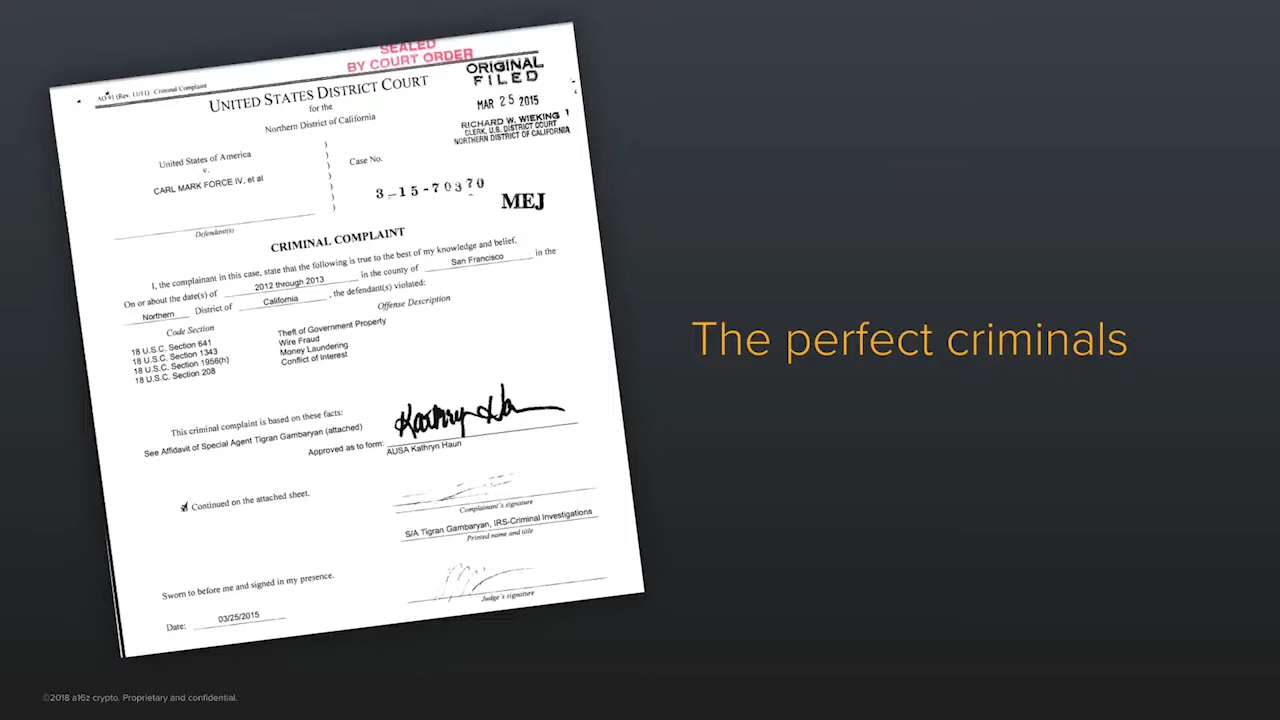 SEALED
BY COURT ORDER
AO 91 (Rev. 11/11) Criminal Complaint
UNITED STATES DISTRICT COURT
for the
Northern District of California
ORIGINAL
FILED
MAR 25 2015
RICHARD W. WIEKING
CLERK, U.S. DISTRICT COURT
NORTHERN DISTRICT OF CALIFORNIA
United States of America
v.
CARL MARK FORCE IV, et al
Defendant(s)
Case No.
3-15-70370
MEJ
CRIMINAL COMPLAINT
I, the complainant in this case, state that the following is true to the best of my knowledge and belief.
On or about the date(s) of 2012 through 2013 in the county of San Francisco in the
Northern District of California , the defendant(s) violated:
Code Section Offense Description
18 U.S.C. Section 641 Theft of Government Property
18 U.S.C. Section 1343 Wire Fraud
18 U.S.C. Section 1956(h) Money Laundering
18 U.S.C. Section 208 Conflict of Interest
This criminal complaint is based on these facts:
See Affidavit of Special Agent Tigran Gambaryan (attached)
Approved as to form:
AUSA Kathryn Haun
Continued on the attached sheet.
Complainant's signature
S/A Tigran Gambaryan, IRS-Criminal Investigations
Printed name and title
Sworn to before me and signed in my presence.
Date: 03/25/2015
Judge's signature
The perfect criminals
©2018 a16z crypto. Proprietary and confidential.